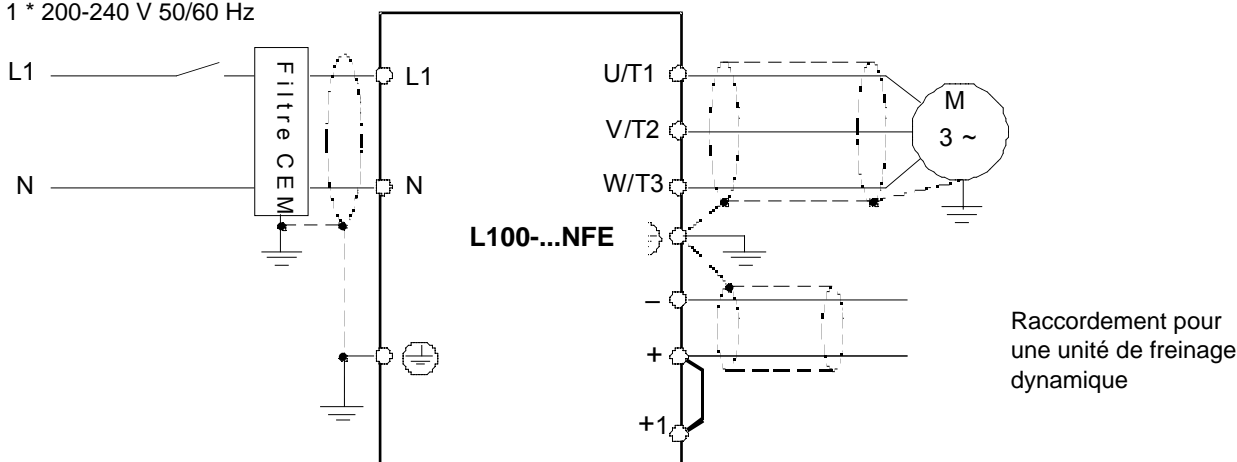 1 * 200-240 V 50/60 Hz
L1
Filtre CEM
L1
U/T1
M
3 ~
V/T2
N
N
W/T3
L100-...NFE
–
+
+1
Raccordement pour
une unité de freinage
dynamique